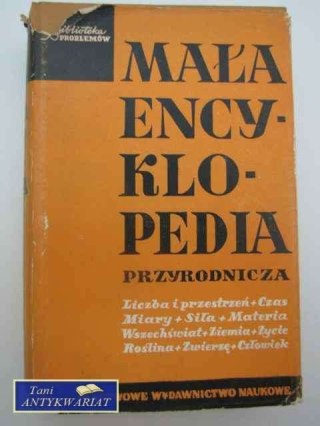 Biblioteka
PROBLEMÓW
MAŁA
ENCY-
KLO-
PEDIA
PRZYRODNICZA
Liczba i przestrzeń + Czas
Miary + Siła + Materia
Wszechświat + Ziemia + Życie
Roślina + Zwierzę + Człowiek
WOWE WYDAWNICTWO NAUKOWE
Tani
ANTYKWARIAT